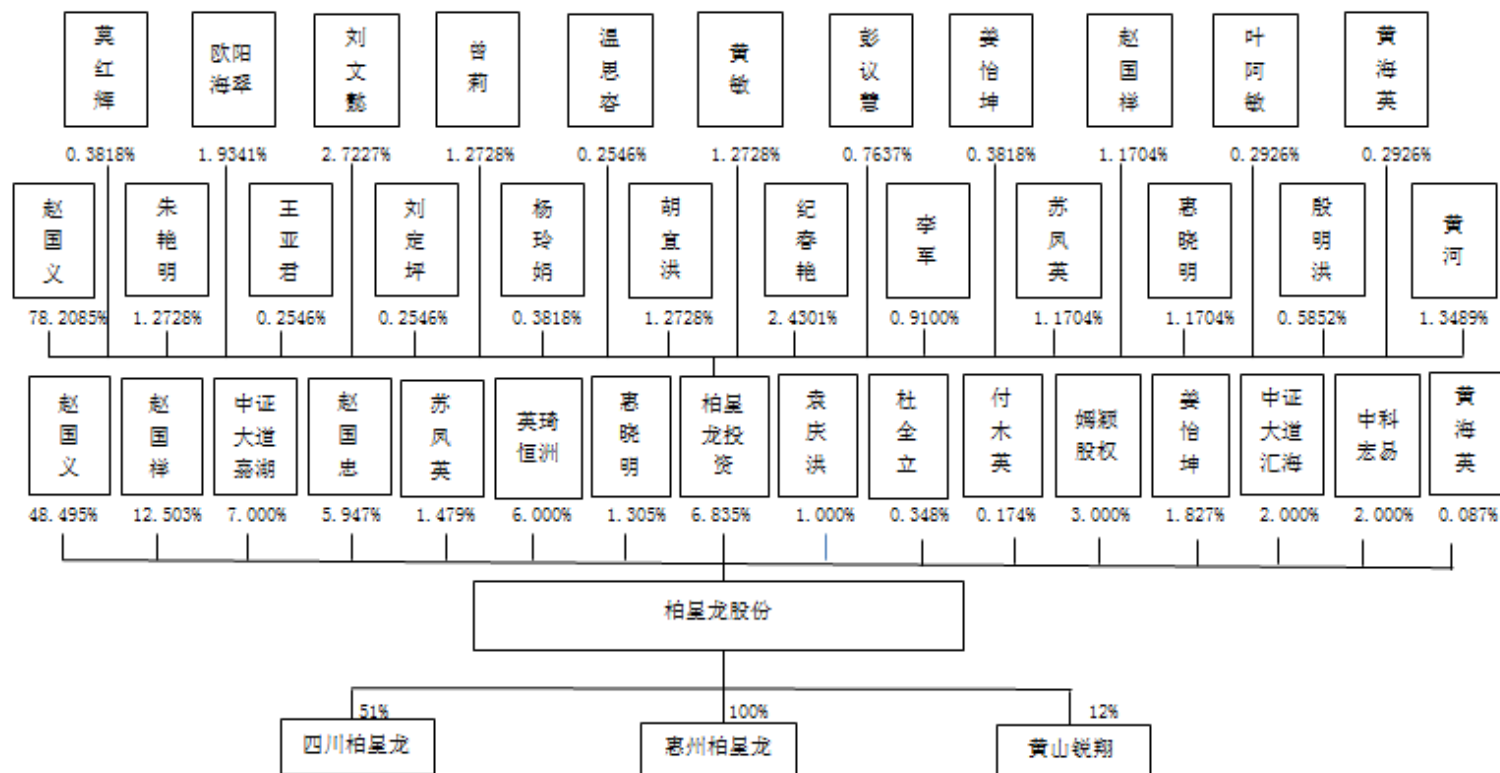 莫红辉
欧阳海翠
刘文懿
曾莉
温思容
黄敏
彭议慧
姜怡坤
赵国祥
叶阿敏
黄海英
0.3818%
1.9341%
2.7227%
1.2728%
0.2546%
1.2728%
0.7637%
0.3818%
1.1704%
0.2926%
0.2926%
赵国义
朱艳明
王亚君
刘定坪
杨玲娟
胡宜洪
纪春艳
李军
苏凤英
惠晓明
殷明洪
黄河
78.2085%
1.2728%
0.2546%
0.2546%
0.3818%
1.2728%
2.4301%
0.9100%
1.1704%
1.1704%
0.5852%
1.3489%
赵国义
赵国祥
中证大道嘉湖
赵国忠
苏凤英
英琦恒洲
惠晓明
柏星龙投资
袁庆洪
杜全立
付木英
姆颖股权
姜怡坤
中证大道汇海
中科宏易
黄海英
48.495%
12.503%
7.000%
5.947%
1.479%
6.000%
1.305%
6.835%
1.000%
0.348%
0.174%
3.000%
1.827%
2.000%
2.000%
0.087%
柏星龙股份
51%
100%
12%
四川柏星龙
惠州柏星龙
黄山锐翔